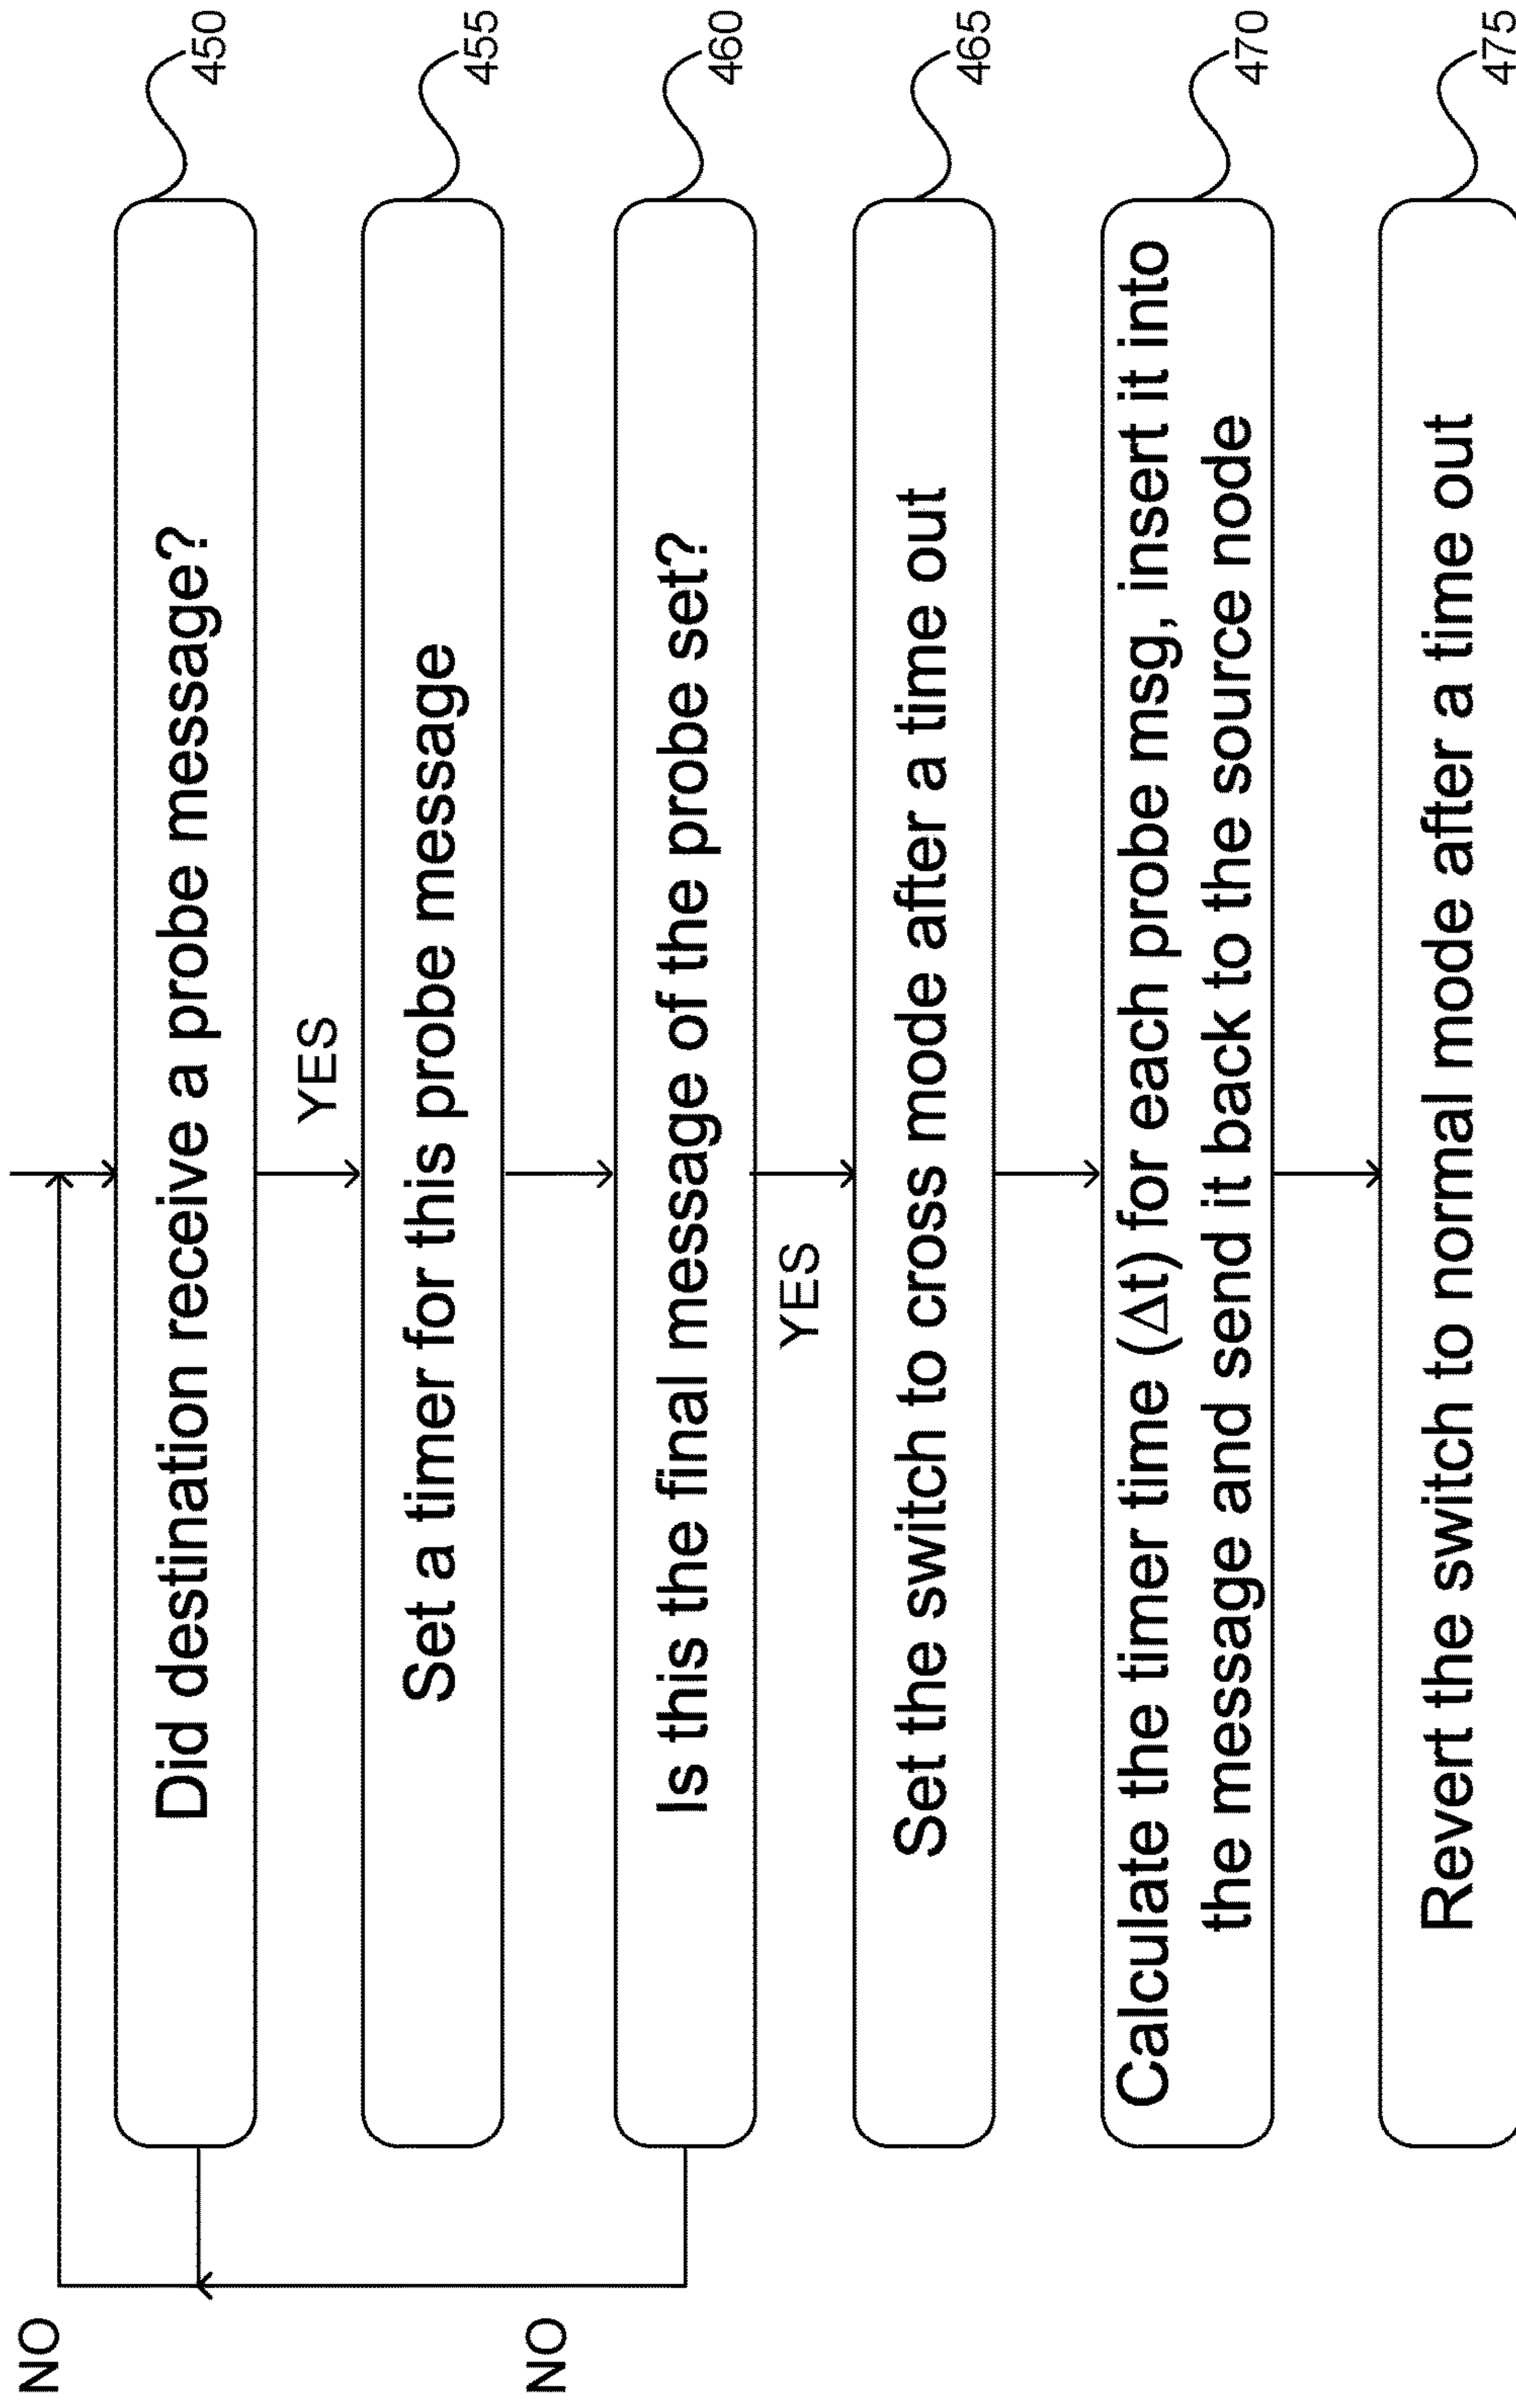 NO
Did destination receive a probe message?
450
YES
Set a timer for this probe message
455
NO
Is this the final message of the probe set?
460
YES
Set the switch to cross mode after a time out
465
Calculate the timer time (Δt) for each probe msg, insert it into
the message and send it back to the source node
470
Revert the switch to normal mode after a time out
475